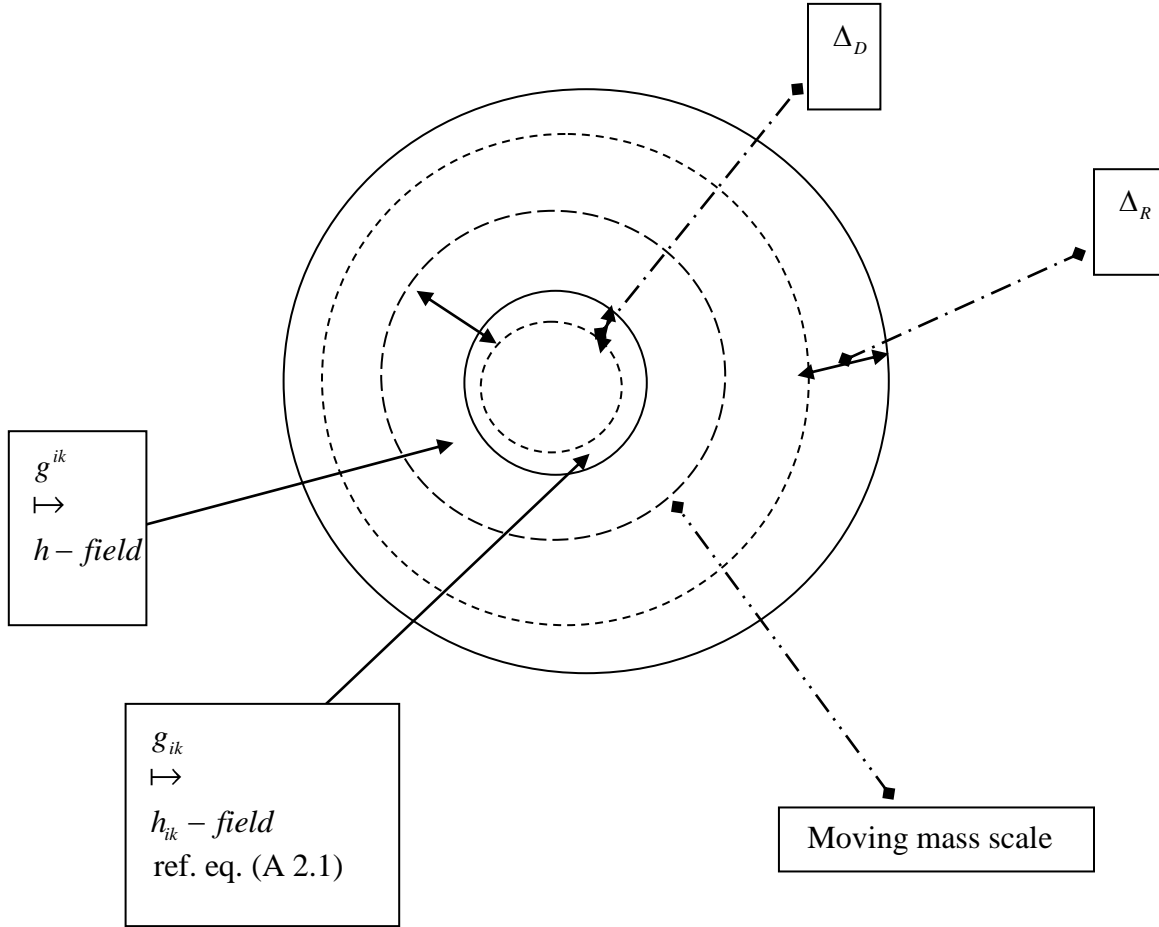 Δ_D
Δ_R
g^{ik}
↦
h − field
g_{ik}
↦
h_{ik} − field
ref. eq. (A 2.1)
Moving mass scale